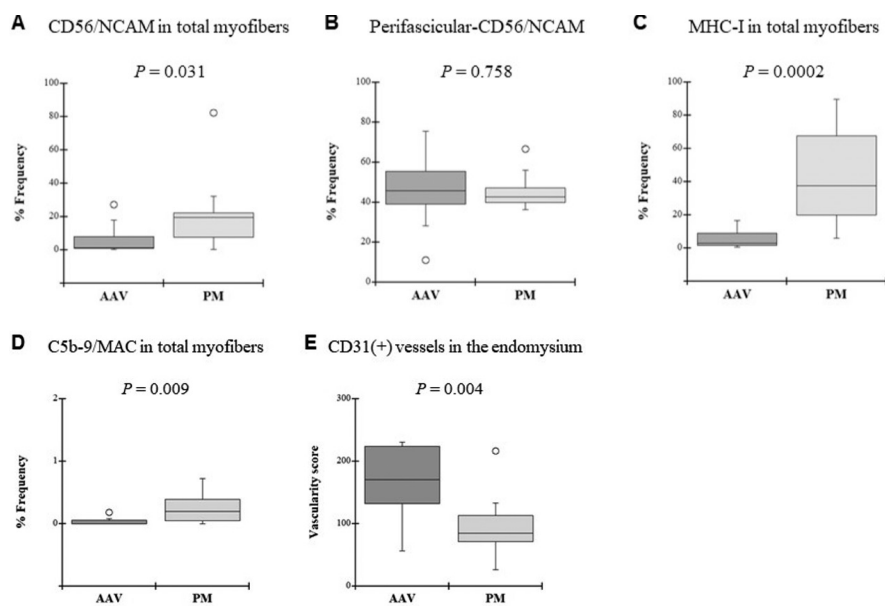 A CD56/NCAM in total myofibers
P = 0.031
% Frequency
100
80
60
40
20
0
AAV PM
B Perifascicular-CD56/NCAM
P = 0.758
% Frequency
100
80
60
40
20
0
AAV PM
C MHC-I in total myofibers
P = 0.0002
% Frequency
100
80
60
40
20
0
AAV PM
D C5b-9/MAC in total myofibers
P = 0.009
% Frequency
2
1
0
AAV PM
E CD31(+) vessels in the endomysium
P = 0.004
Vascularity score
300
200
100
0
AAV PM